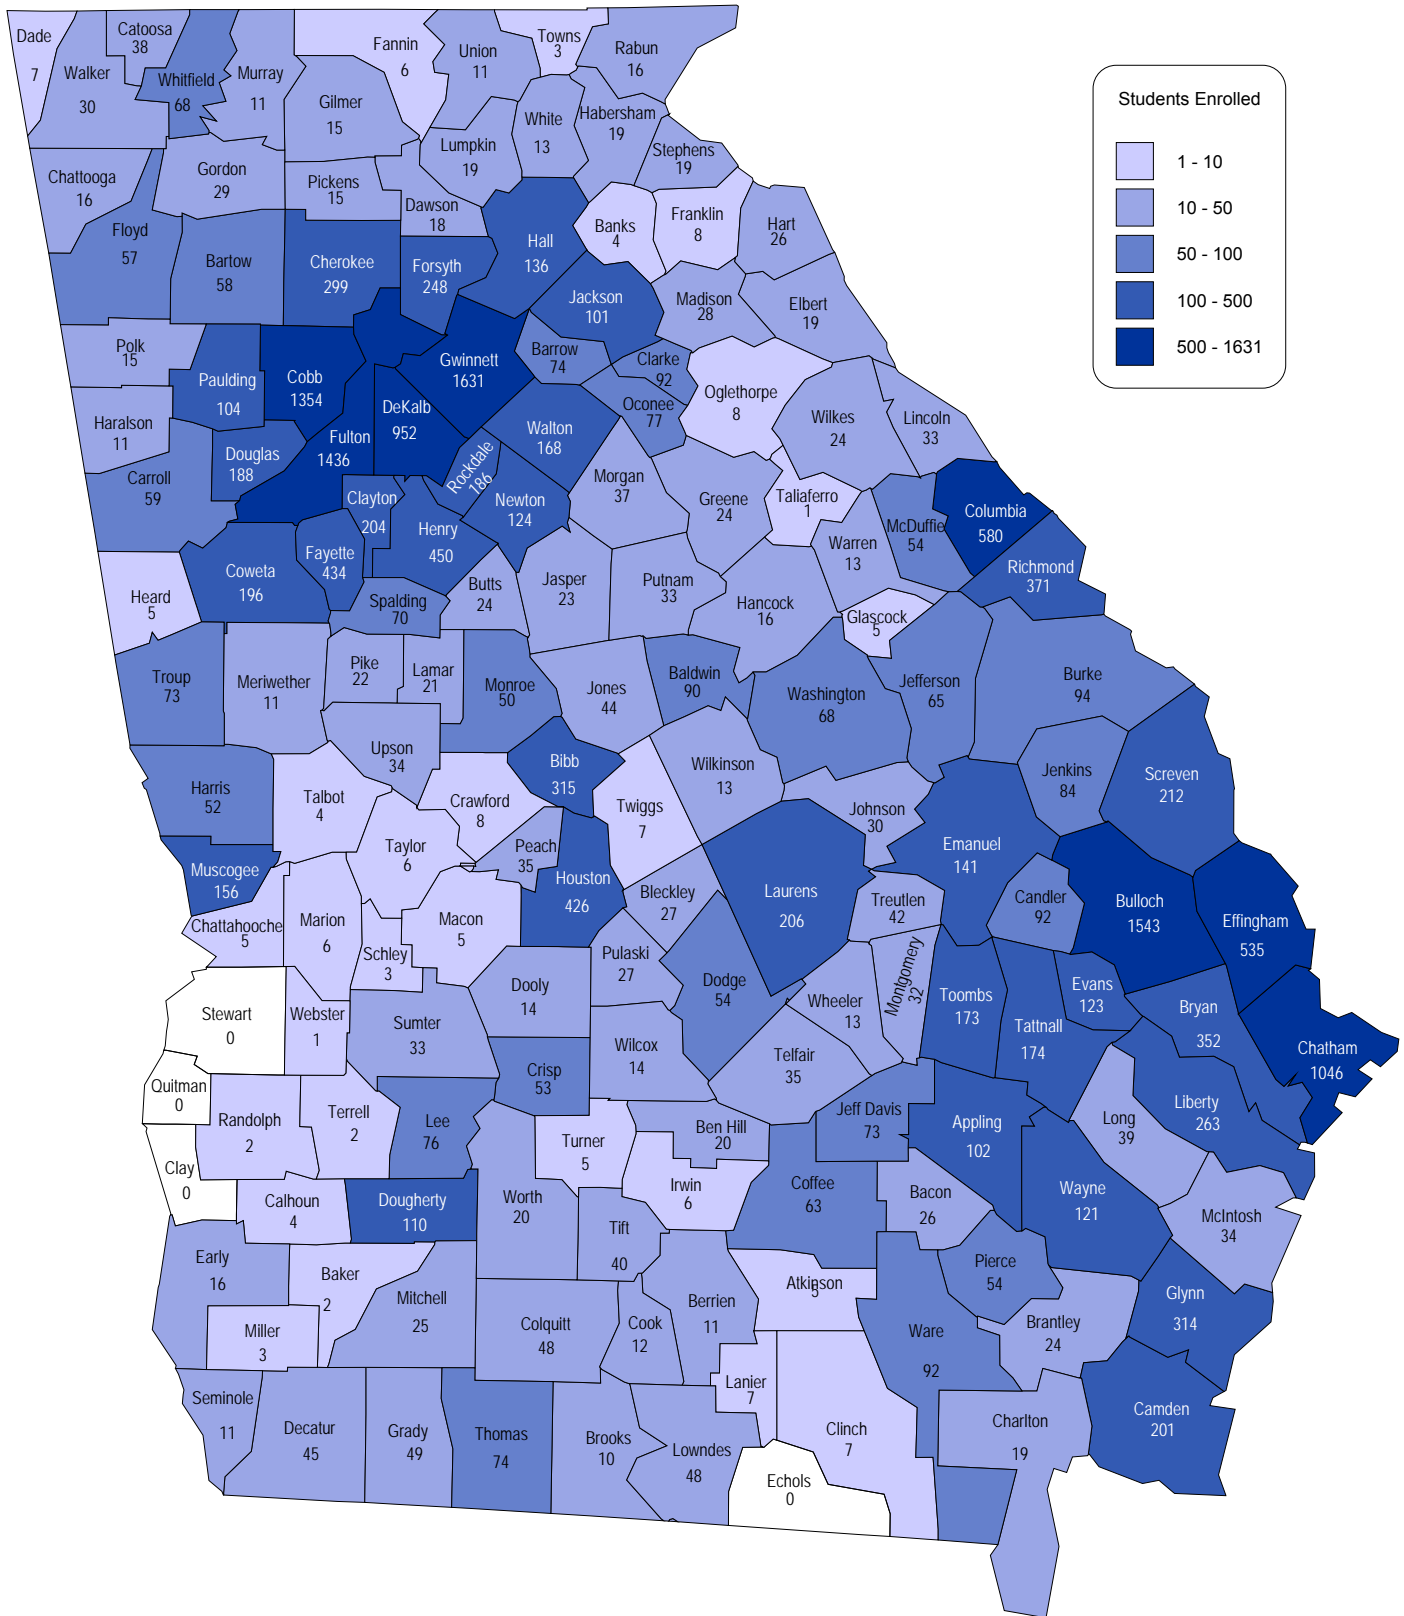 Dade
7
Catoosa
38
Walker
30
Whitfield
68
Murray
11
Fannin
6
Gilmer
15
Union
11
Towns
3
Rabun
16
White
13
Habersham
19
Lumpkin
19
Stephens
19
Students Enrolled
1 - 10
10 - 50
50 - 100
100 - 500
500 - 1631
Chattooga
16
Gordon
29
Pickens
15
Dawson
18
Floyd
57
Bartow
58
Cherokee
299
Forsyth
248
Hall
136
Banks
4
Franklin
8
Hart
26
Jackson
101
Madison
28
Elbert
19
Polk
15
Paulding
104
Cobb
1354
Gwinnett
1631
Barrow
74
Clarke
92
Oconee
77
Oglethorpe
8
Wilkes
24
Lincoln
33
Haralson
11
Douglas
188
Fulton
1436
DeKalb
952
Rockdale
186
Walton
168
Carroll
59
Clayton
204
Henry
450
Newton
124
Morgan
37
Greene
24
Taliaferro
1
McDuffie
54
Columbia
580
Warren
13
Richmond
371
Heard
5
Coweta
196
Fayette
434
Spalding
70
Butts
24
Jasper
23
Putnam
33
Hancock
16
Glascock
5
Troup
73
Meriwether
11
Pike
22
Lamar
21
Monroe
50
Jones
44
Baldwin
90
Washington
68
Jefferson
65
Burke
94
Upson
34
Bibb
315
Wilkinson
13
Jenkins
84
Screven
212
Harris
52
Talbot
4
Crawford
8
Twiggs
7
Johnson
30
Emanuel
141
Taylor
6
Peach
35
Houston
426
Muscogee
156
Bleckley
27
Laurens
206
Treutlen
42
Candler
92
Bulloch
1543
Effingham
535
Chattahooche
5
Marion
6
Schley
3
Macon
5
Pulaski
27
Dodge
54
Wheeler
13
Montgomery
32
Toombs
173
Tattnall
174
Evans
123
Bryan
352
Chatham
1046
Stewart
0
Webster
1
Sumter
33
Dooly
14
Wilcox
14
Telfair
35
Crisp
53
Quitman
0
Randolph
2
Terrell
2
Lee
76
Turner
5
Ben Hill
20
Jeff Davis
73
Appling
102
Long
39
Liberty
263
Clay
0
Calhoun
4
Dougherty
110
Worth
20
Irwin
6
Tift
40
Coffee
63
Bacon
26
Wayne
121
McIntosh
34
Early
16
Baker
2
Mitchell
25
Miller
3
Colquitt
48
Cook
12
Berrien
11
Atkinson
5
Pierce
54
Ware
92
Brantley
24
Glynn
314
Seminole
11
Decatur
45
Grady
49
Thomas
74
Brooks
10
Lowndes
48
Lanier
7
Clinch
7
Echols
0
Charlton
19
Camden
201